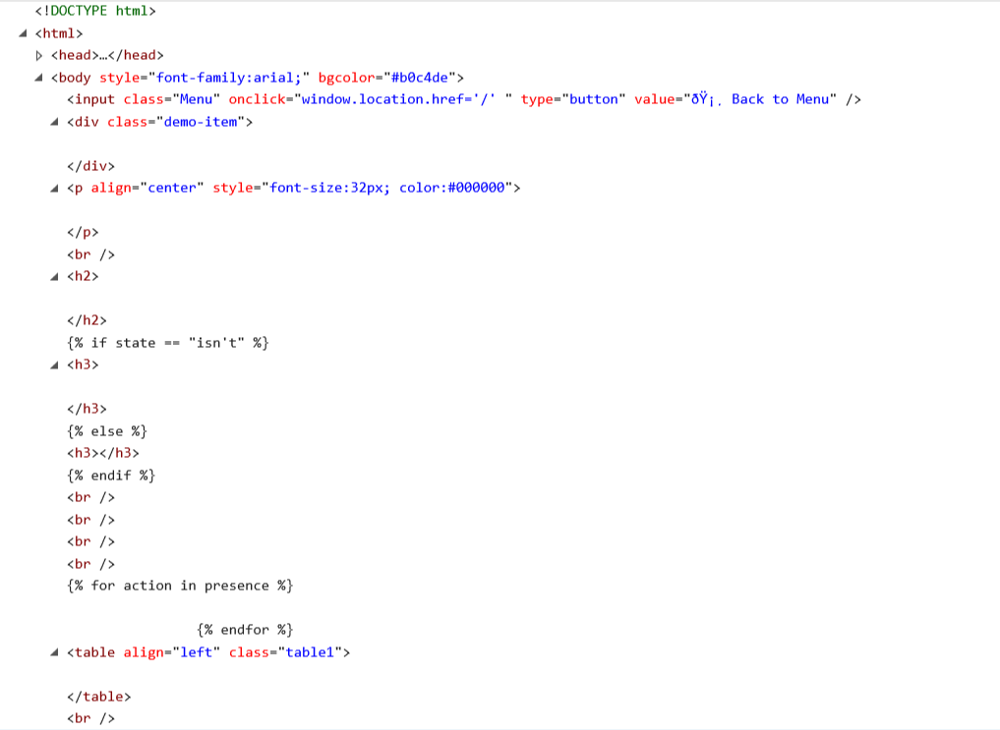 <!DOCTYPE html>
<html>
<head>…</head>
<body style="font-family:arial;" bgcolor="#b0c4de">
<input class="Menu" onclick="window.location.href='/' " type="button" value="ðŸ¡¸ Back to Menu" />
<div class="demo-item">
</div>
<p align="center" style="font-size:32px; color:#000000">
</p>
<br />
<h2>
</h2>
{% if state == "isn't" %}
<h3>
</h3>
{% else %}
<h3></h3>
{% endif %}
<br />
<br />
<br />
<br />
{% for action in presence %}
{% endfor %}
<table align="left" class="table1">
</table>
<br />